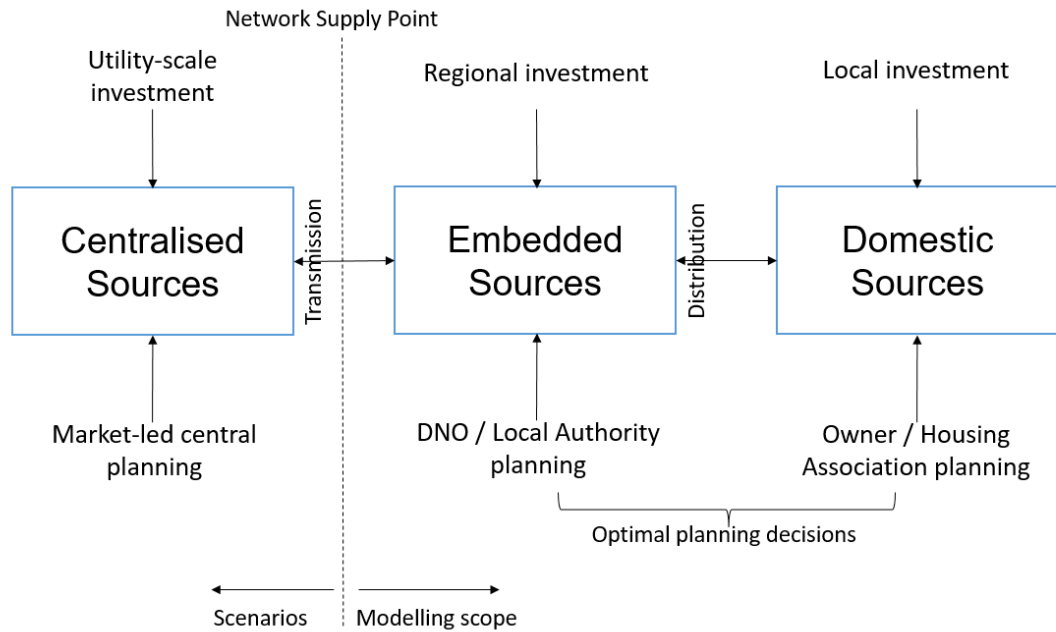 Network Supply Point
Utility-scale
investment
Regional investment
Local investment
Centralised
Sources
Transmission
Embedded
Sources
Distribution
Domestic
Sources
Market-led central
planning
DNO / Local Authority
planning
Owner / Housing
Association planning
Optimal planning decisions
Scenarios
Modelling scope